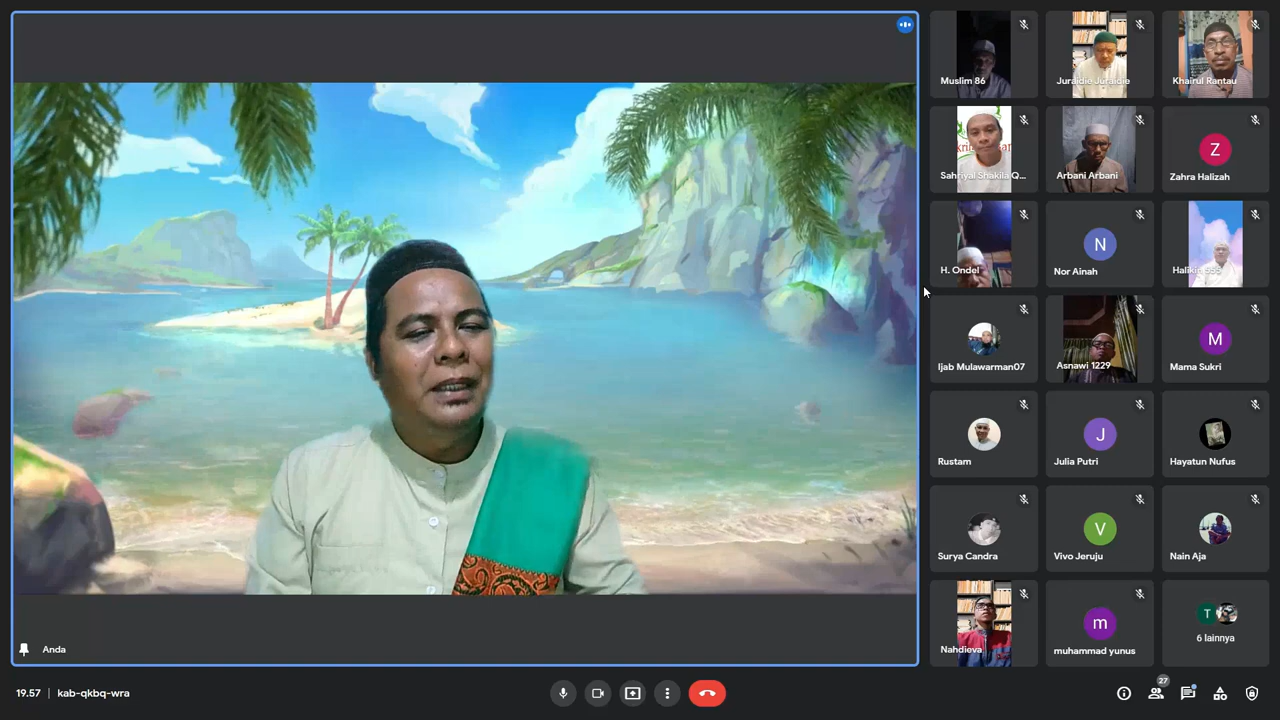 Muslim 86
Juraidie Juraidie
Khairul Rantau
Sahriyal Shakila Q...
Arbani Arbani
Z
Zahra Halizah
H. Ondel
N
Nor Ainah
Ijab Mulawarman07
Asnawi 1229
M
Mama Sukri
Rustam
J
Julia Putri
Hayatun Nufus
Surya Candra
V
Vivo Jeruju
Nain Aja
Nahdieva
m
muhammad yunus
T
6 lainnya
Anda
19.57
kab-qkbq-wra
27